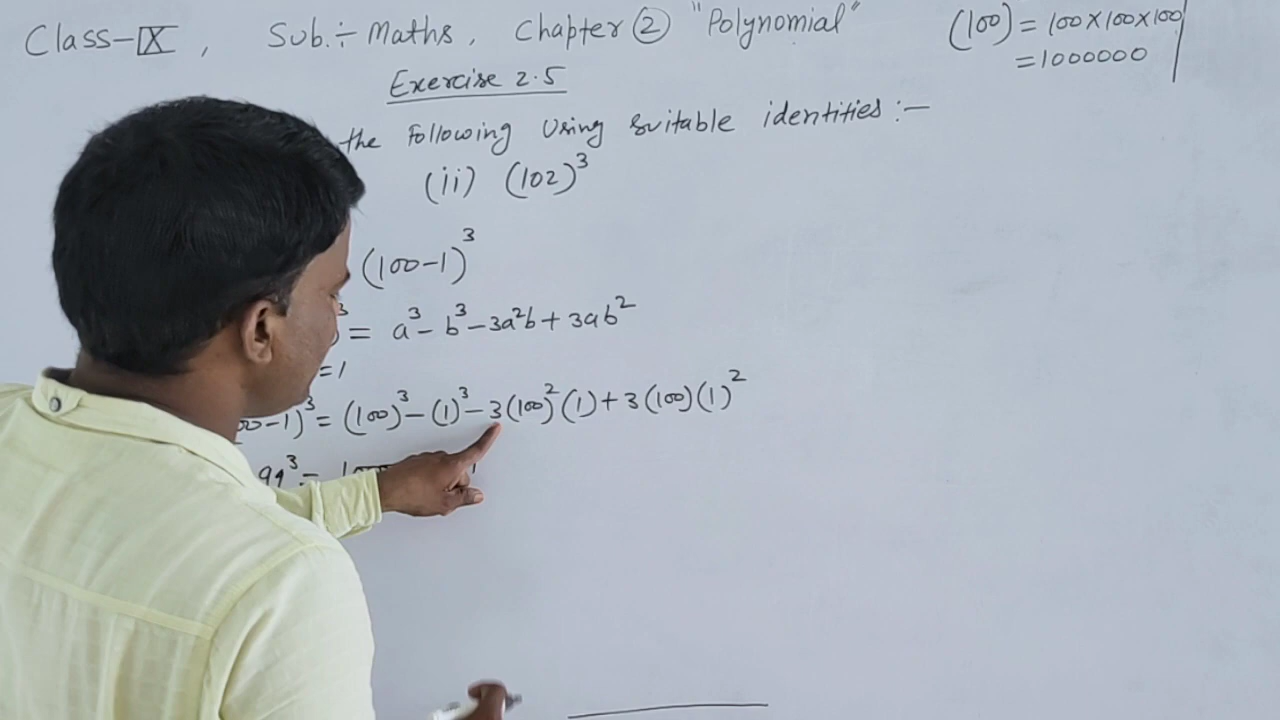 Class-IX, Sub.÷ Maths, Chapter ② "Polynomial"
(100) = 100×100×100
= 1000000
Exercise 2.5
the following using suitable identities :-
(ii) (102)³
(100-1)³
³ = a³ - b³ - 3a²b + 3ab²
=1
-1)³ = (100)³ - (1)³ - 3(100)²(1) + 3(100)(1)²
99³ =